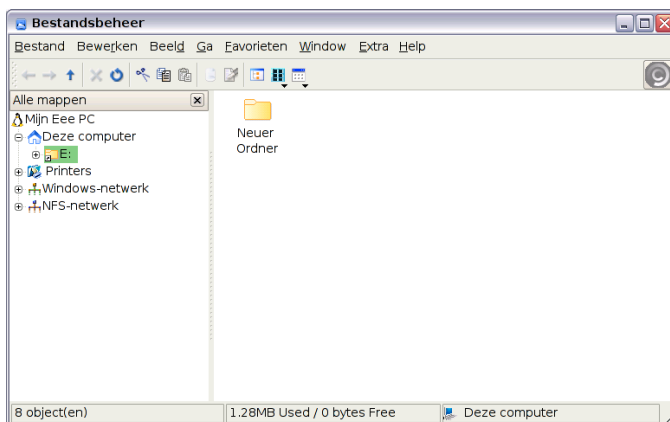 Bestandsbeheer
Bestand Bewerken Beeld Ga Favorieten Window Extra Help
Alle mappen
Mijn Eee PC
Deze computer
E:
Printers
Windows-netwerk
NFS-netwerk
Neuer
Ordner
8 object(en)
1.28MB Used / 0 bytes Free
Deze computer